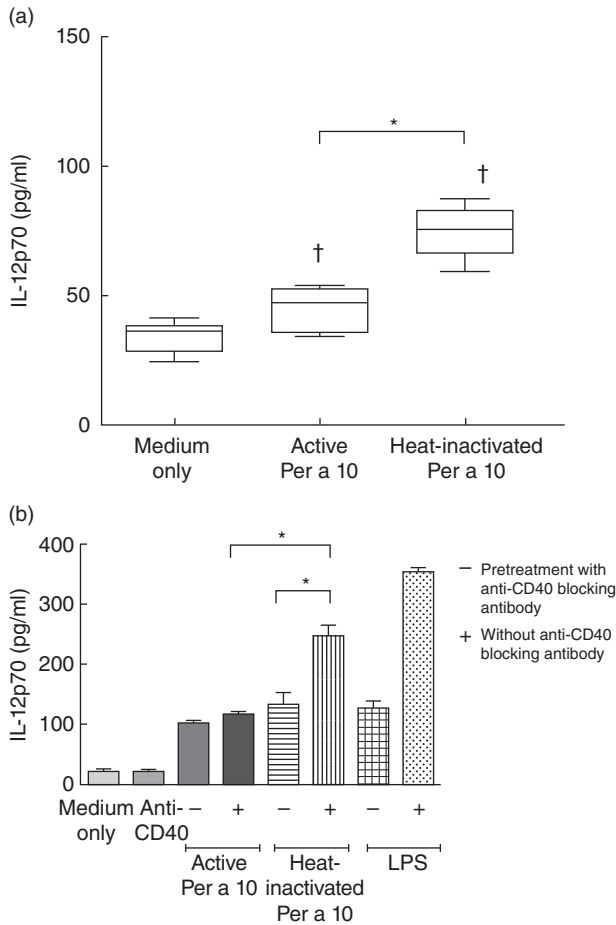 (a)
150
100
50
0
IL-12p70 (pg/ml)
*
†
†
Medium only
Active Per a 10
Heat-inactivated Per a 10
(b)
400
300
200
100
0
IL-12p70 (pg/ml)
*
*
− Pretreatment with
anti-CD40 blocking
antibody
+ Without anti-CD40
blocking antibody
Medium only
Anti-CD40
− + − + − +
Active Per a 10
Heat-inactivated Per a 10
LPS